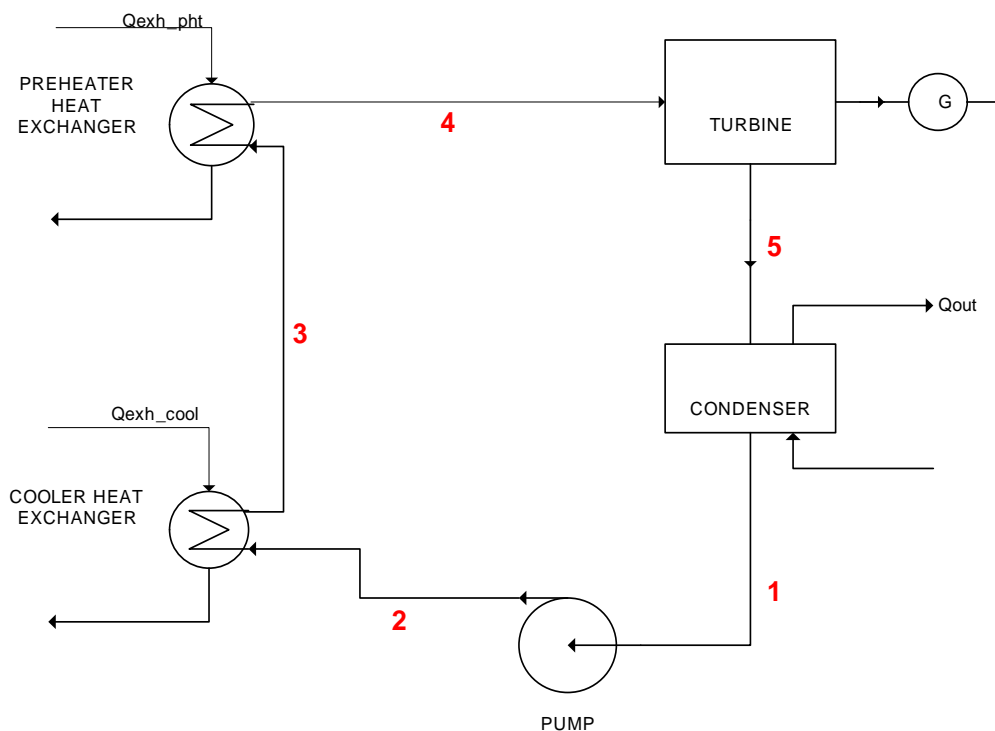 Qexh_pht
PREHEATER
HEAT
EXCHANGER
4
TURBINE
G
5
3
Qout
CONDENSER
Qexh_cool
COOLER HEAT
EXCHANGER
1
2
PUMP